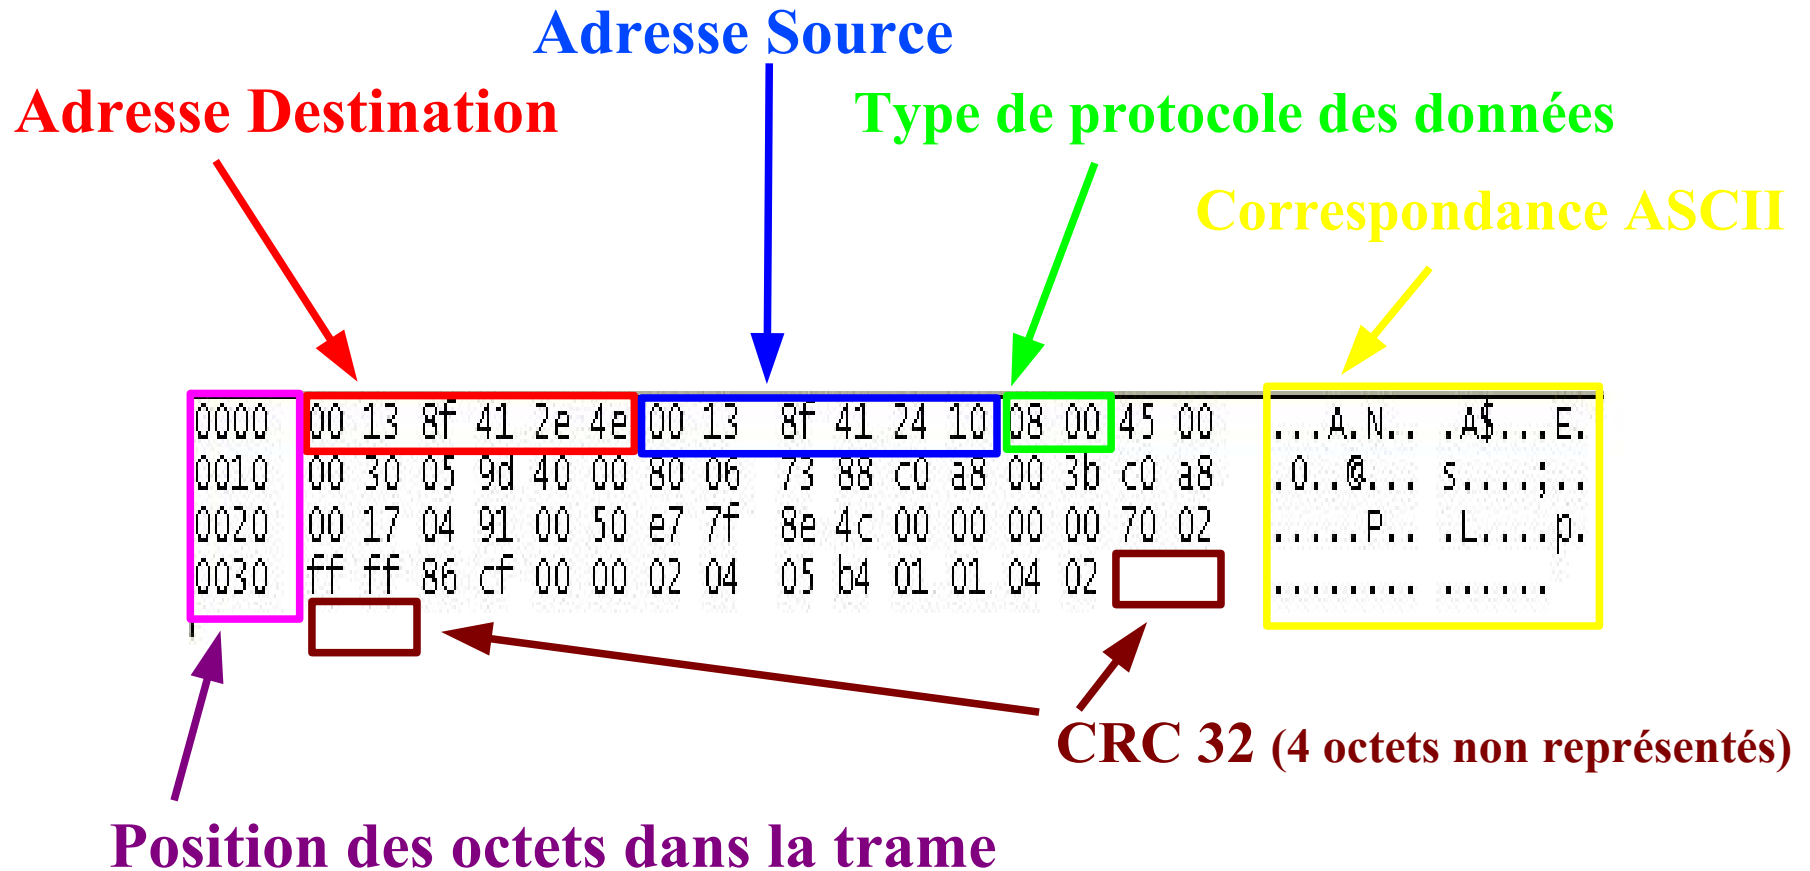 Adresse Source
Adresse Destination
Type de protocole des données
Correspondance ASCII
0000 00 13 8f 41 2e 4e 00 13 8f 41 24 10 08 00 45 00 ...A.N.. .A$...E.
0010 00 30 05 9d 40 00 80 06 73 88 c0 a8 00 3b c0 a8 .0..@... s....;..
0020 00 17 04 91 00 50 e7 7f 8e 4c 00 00 00 00 70 02 .....P.. .L....p.
0030 ff ff 86 cf 00 00 02 04 05 b4 01 01 04 02 ........ ......
CRC 32 (4 octets non représentés)
Position des octets dans la trame